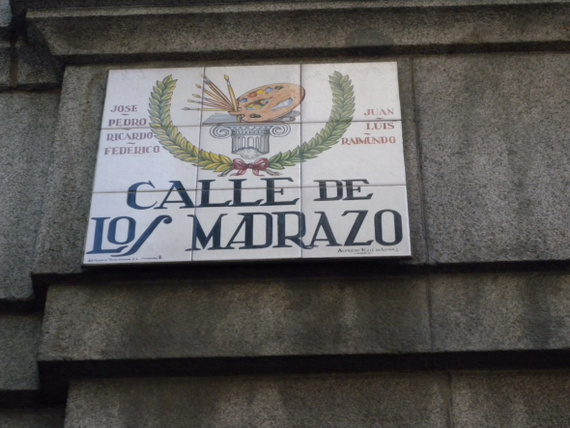 JOSE
PEDRO
RICARDO
FEDERICO
JUAN
LUIS
RAIMUNDO
CALLE DE
LOS MADRAZO